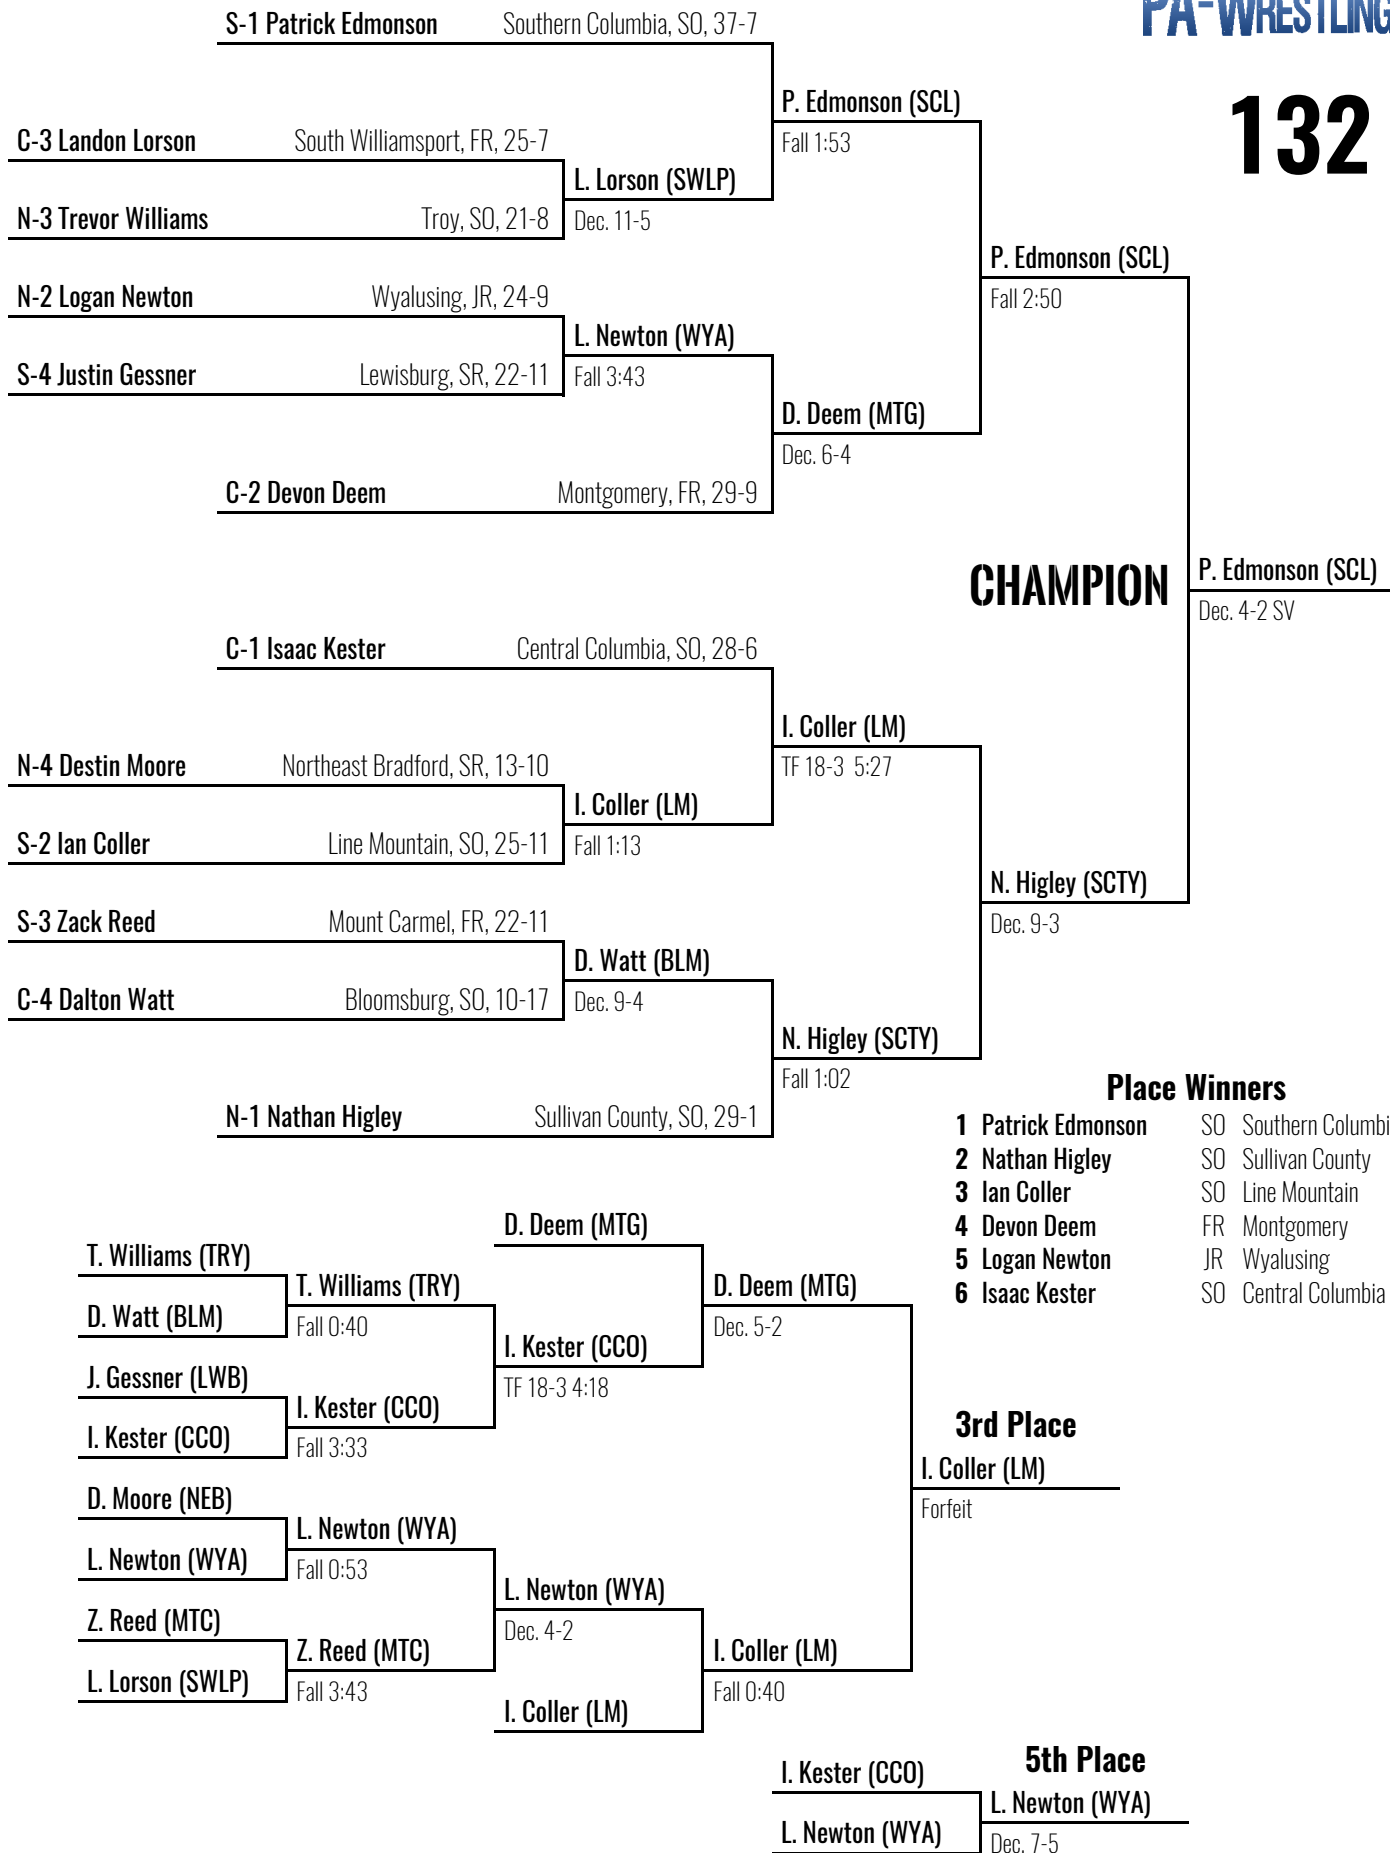 PA-WRESTLING
132
S-1 Patrick Edmonson Southern Columbia, SO, 37-7
P. Edmonson (SCL)
Fall 1:53
C-3 Landon Lorson South Williamsport, FR, 25-7
L. Lorson (SWLP)
Dec. 11-5
N-3 Trevor Williams Troy, SO, 21-8
P. Edmonson (SCL)
Fall 2:50
N-2 Logan Newton Wyalusing, JR, 24-9
L. Newton (WYA)
Fall 3:43
S-4 Justin Gessner Lewisburg, SR, 22-11
D. Deem (MTG)
Dec. 6-4
C-2 Devon Deem Montgomery, FR, 29-9
CHAMPION
P. Edmonson (SCL)
Dec. 4-2 SV
C-1 Isaac Kester Central Columbia, SO, 28-6
I. Coller (LM)
TF 18-3 5:27
N-4 Destin Moore Northeast Bradford, SR, 13-10
I. Coller (LM)
Fall 1:13
S-2 Ian Coller Line Mountain, SO, 25-11
N. Higley (SCTY)
Dec. 9-3
S-3 Zack Reed Mount Carmel, FR, 22-11
D. Watt (BLM)
Dec. 9-4
C-4 Dalton Watt Bloomsburg, SO, 10-17
N. Higley (SCTY)
Fall 1:02
N-1 Nathan Higley Sullivan County, SO, 29-1
Place Winners
1 Patrick Edmonson SO Southern Columbi
2 Nathan Higley SO Sullivan County
3 Ian Coller SO Line Mountain
4 Devon Deem FR Montgomery
5 Logan Newton JR Wyalusing
6 Isaac Kester SO Central Columbia
D. Deem (MTG)
T. Williams (TRY)
T. Williams (TRY)
Fall 0:40
D. Watt (BLM)
D. Deem (MTG)
Dec. 5-2
I. Kester (CCO)
TF 18-3 4:18
J. Gessner (LWB)
I. Kester (CCO)
Fall 3:33
I. Kester (CCO)
3rd Place
I. Coller (LM)
Forfeit
D. Moore (NEB)
L. Newton (WYA)
Fall 0:53
L. Newton (WYA)
L. Newton (WYA)
Dec. 4-2
Z. Reed (MTC)
Z. Reed (MTC)
Fall 3:43
L. Lorson (SWLP)
I. Coller (LM)
Fall 0:40
I. Coller (LM)
5th Place
I. Kester (CCO)
L. Newton (WYA)
Dec. 7-5
L. Newton (WYA)